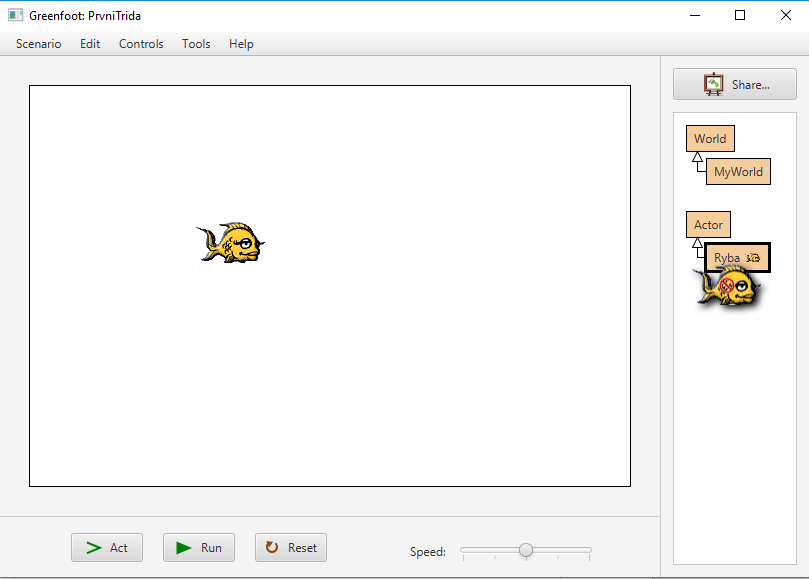 Greenfoot: PrvniTrida
Scenario Edit Controls Tools Help
Share...
World
MyWorld
Actor
Ryba
Act Run Reset Speed: